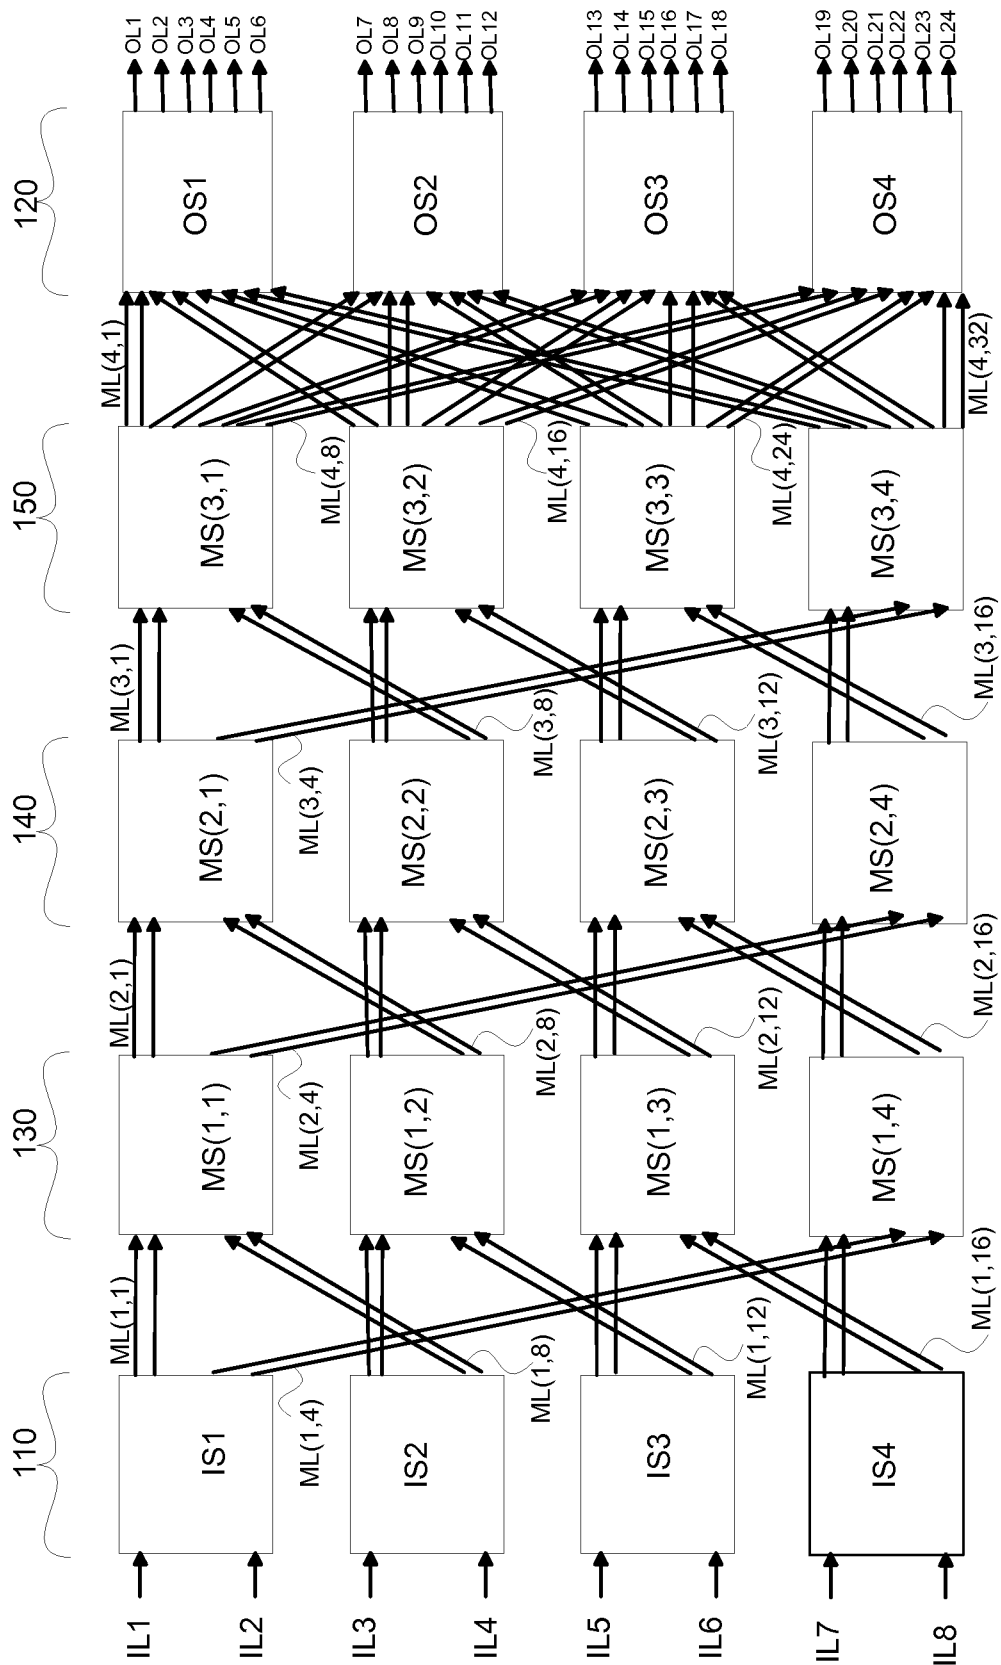 110
130
140
150
120
IL1
IL2
IL3
IL4
IL5
IL6
IL7
IL8
IS1
IS2
IS3
IS4
ML(1,1)
ML(1,4)
ML(1,8)
ML(1,12)
ML(1,16)
MS(1,1)
MS(1,2)
MS(1,3)
MS(1,4)
ML(2,1)
ML(2,4)
ML(2,8)
ML(2,12)
ML(2,16)
MS(2,1)
MS(2,2)
MS(2,3)
MS(2,4)
ML(3,1)
ML(3,4)
ML(3,8)
ML(3,12)
ML(3,16)
MS(3,1)
MS(3,2)
MS(3,3)
MS(3,4)
ML(4,1)
ML(4,8)
ML(4,16)
ML(4,24)
ML(4,32)
OS1
OS2
OS3
OS4
OL1
OL2
OL3
OL4
OL5
OL6
OL7
OL8
OL9
OL10
OL11
OL12
OL13
OL14
OL15
OL16
OL17
OL18
OL19
OL20
OL21
OL22
OL23
OL24